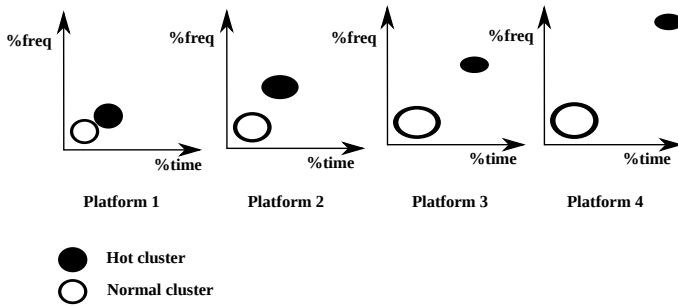 %freq %freq %freq %freq
%time %time %time %time
Platform 1 Platform 2 Platform 3 Platform 4
Hot cluster
Normal cluster